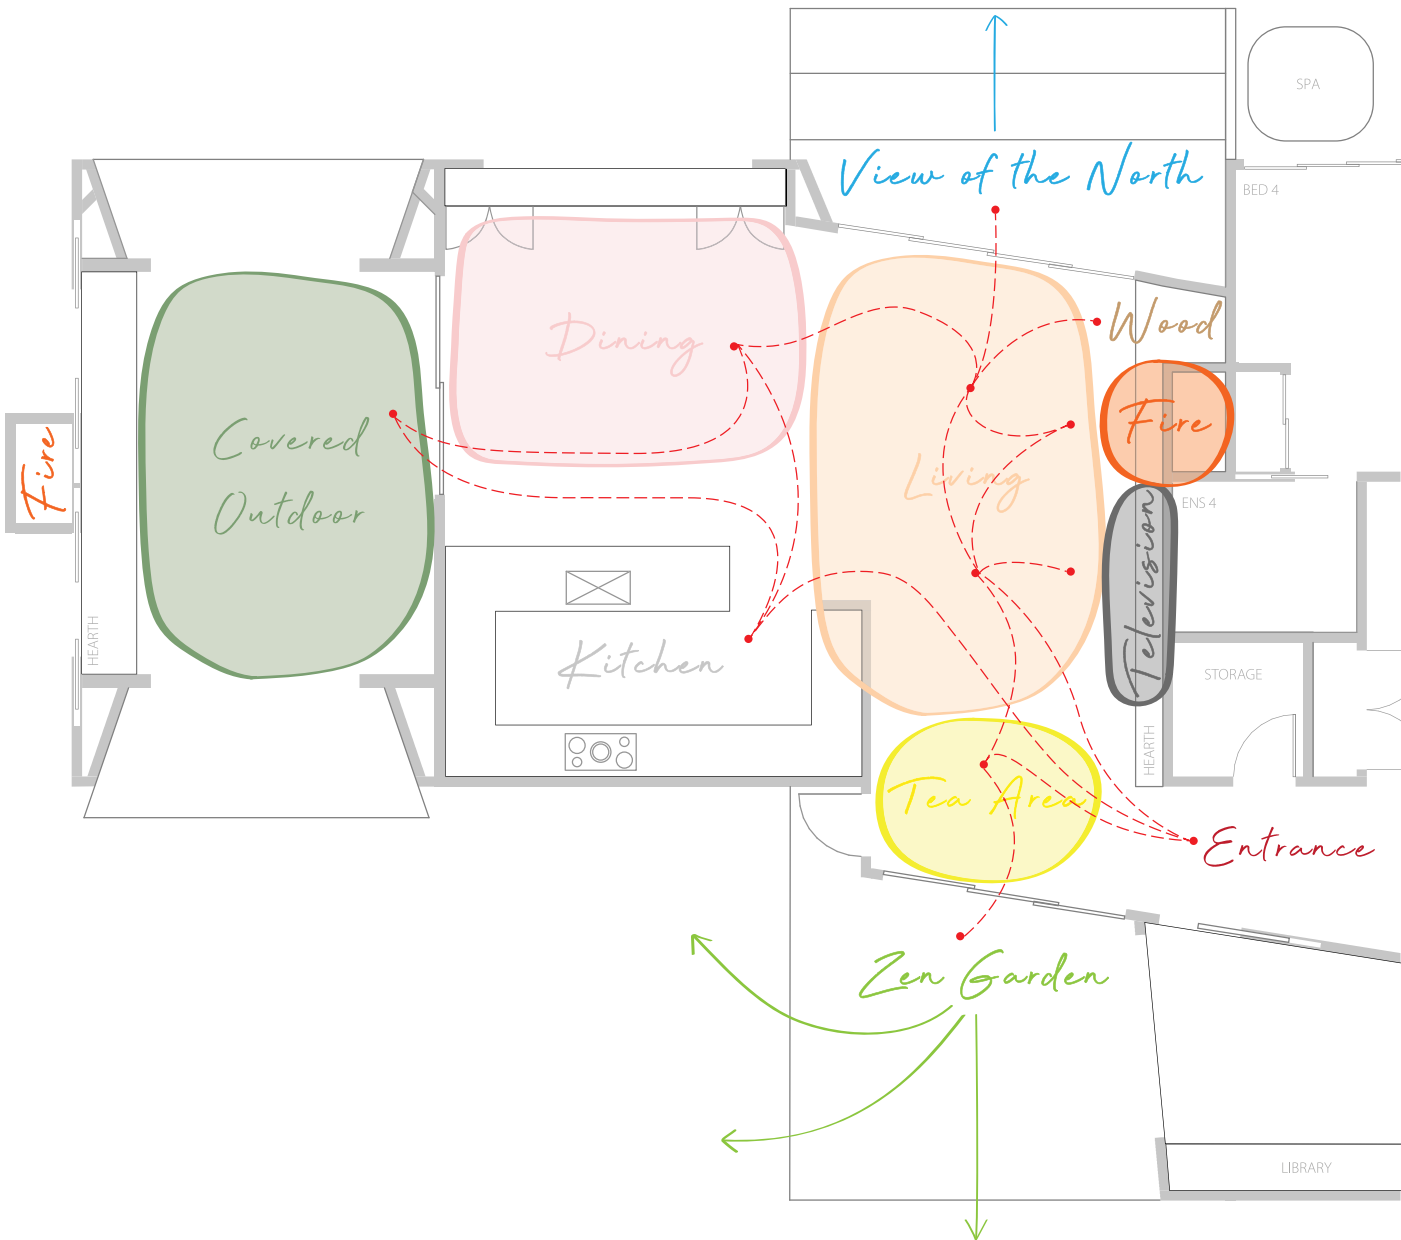 SPA
View of the North
BED 4
Wood
Dining
Fire
Covered
Outdoor
Fire
Living
Television
ENS 4
HEARTH
Kitchen
STORAGE
HEARTH
Tea Area
Entrance
Zen Garden
LIBRARY